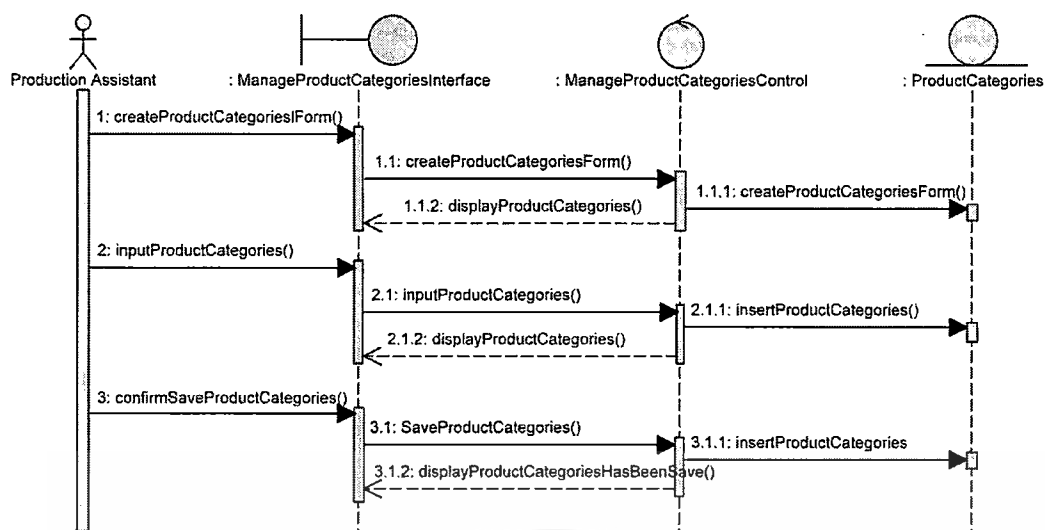 Production Assistant
: ManageProductCategoriesInterface
: ManageProductCategoriesControl
: ProductCategories
1: createProductCategorieslForm()
1.1: createProductCategoriesForm()
1.1.1: createProductCategoriesForm()
1.1.2: displayProductCategories()
2: inputProductCategories()
2.1: inputProductCategories()
2.1.1: insertProductCategories()
2.1.2: displayProductCategories()
3: confirmSaveProductCategories()
3.1: SaveProductCategories()
3.1.1: insertProductCategories
3.1.2: displayProductCategoriesHasBeenSave()